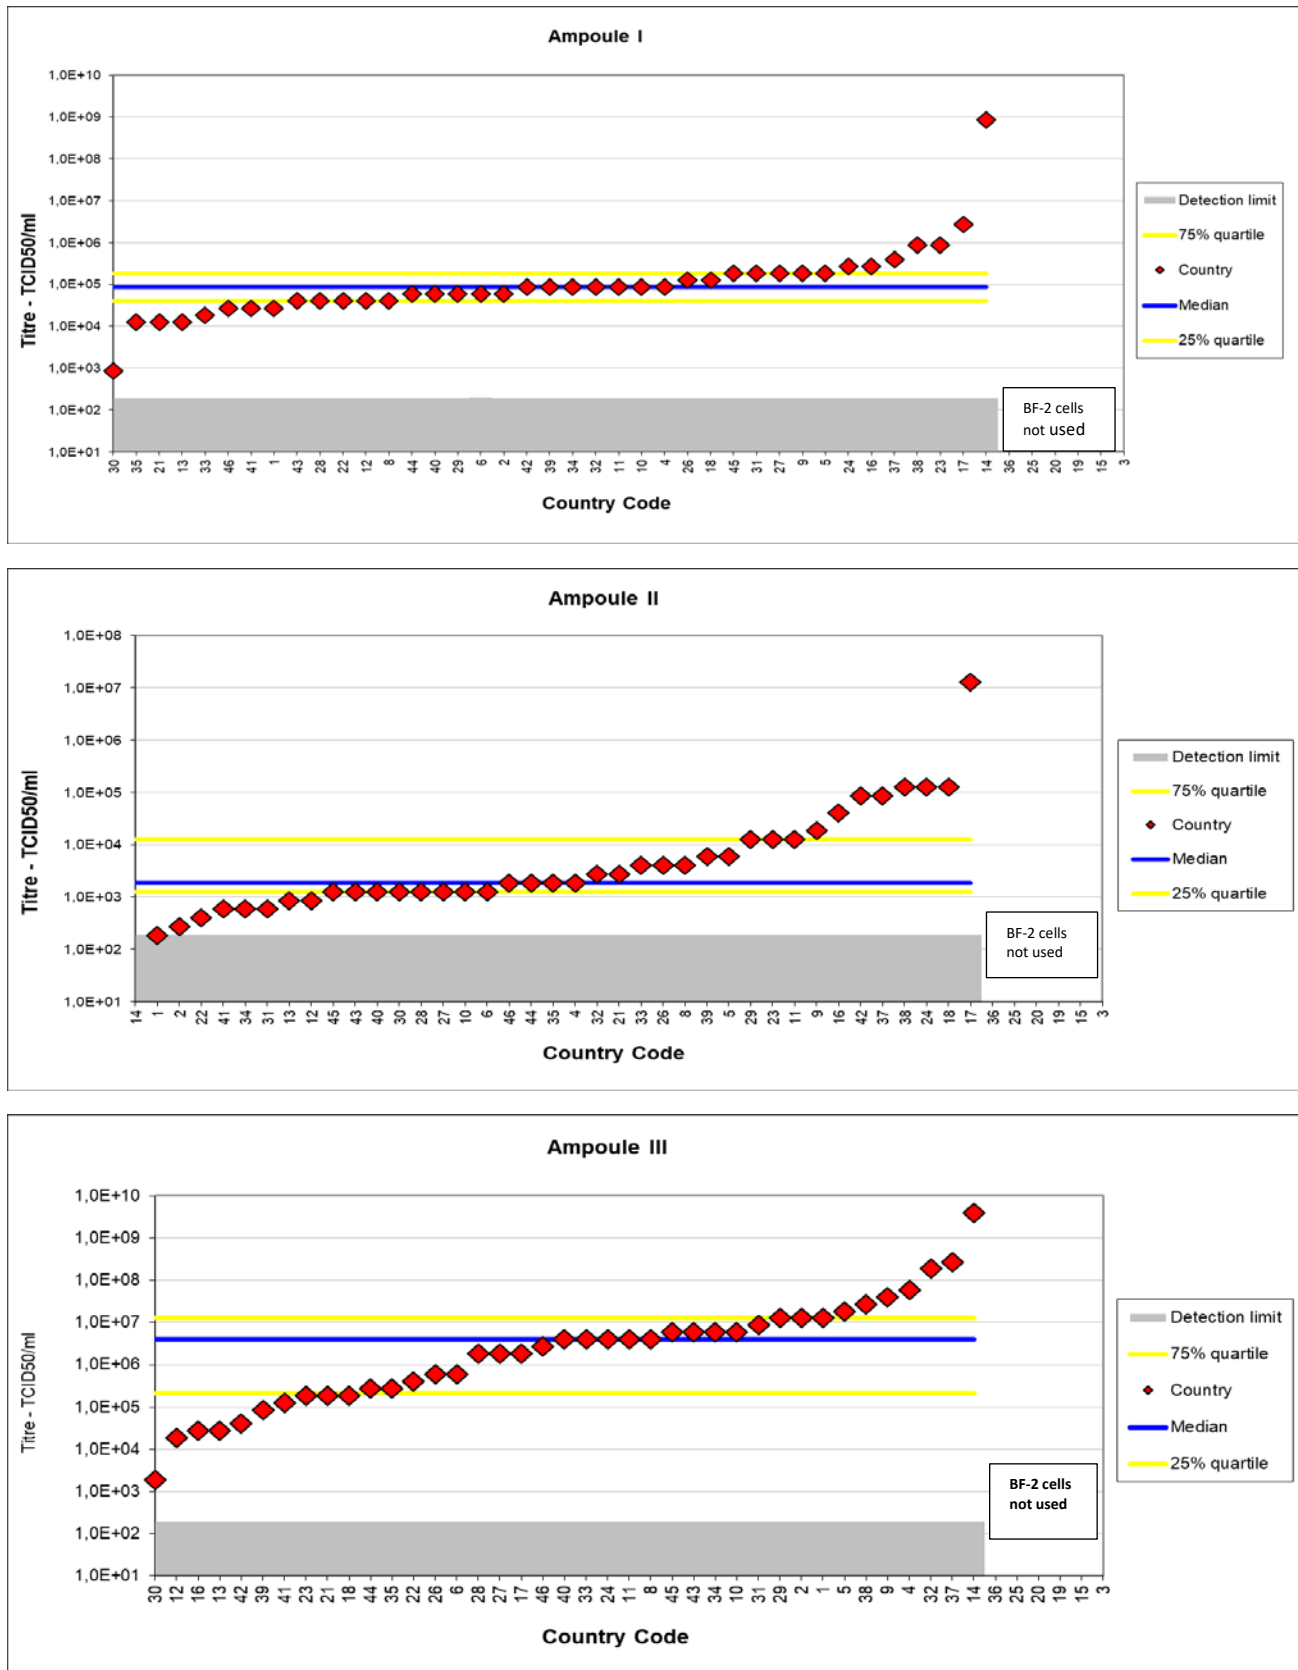 Ampoule I
1,0E+10
1,0E+09
1,0E+08
1,0E+07
1,0E+06
1,0E+05
1,0E+04
1,0E+03
1,0E+02
1,0E+01
Titre - TCID50/ml
30 35 21 13 33 46 41 1 43 28 22 12 8 44 40 29 6 2 42 39 34 32 11 10 4 26 18 45 31 27 9 5 24 16 37 38 23 17 14 36 25 20 19 15 3
Country Code
BF-2 cells
not used
Detection limit
75% quartile
Country
Median
25% quartile
Ampoule II
1,0E+08
1,0E+07
1,0E+06
1,0E+05
1,0E+04
1,0E+03
1,0E+02
1,0E+01
Titre - TCID50/ml
14 1 2 22 41 34 31 13 12 45 43 40 30 28 27 10 6 46 44 35 4 32 21 33 26 8 39 5 29 23 11 9 16 42 37 38 24 18 17 36 25 20 19 15 3
Country Code
BF-2 cells
not used
Detection limit
75% quartile
Country
Median
25% quartile
Ampoule III
1,0E+10
1,0E+09
1,0E+08
1,0E+07
1,0E+06
1,0E+05
1,0E+04
1,0E+03
1,0E+02
1,0E+01
Titre - TCID50/ml
30 12 16 13 42 39 41 23 21 18 44 35 22 26 6 28 27 17 46 40 33 24 11 8 45 43 34 10 31 29 2 1 5 38 9 4 32 37 14 36 25 20 19 15 3
Country Code
BF-2 cells
not used
Detection limit
75% quartile
Country
Median
25% quartile